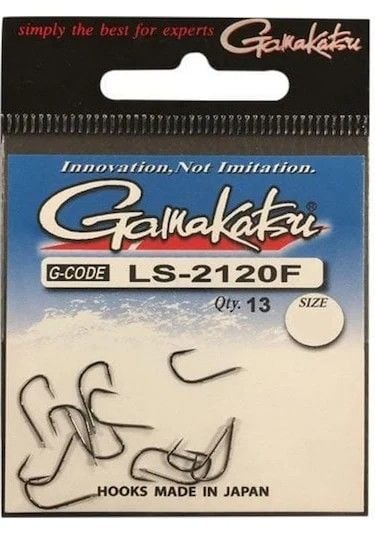 simply the best for experts
Gamakatsu
Innovation, Not Imitation.
Gamakatsu®
G-CODE LS-2120F
Qty. 13 SIZE
HOOKS MADE IN JAPAN